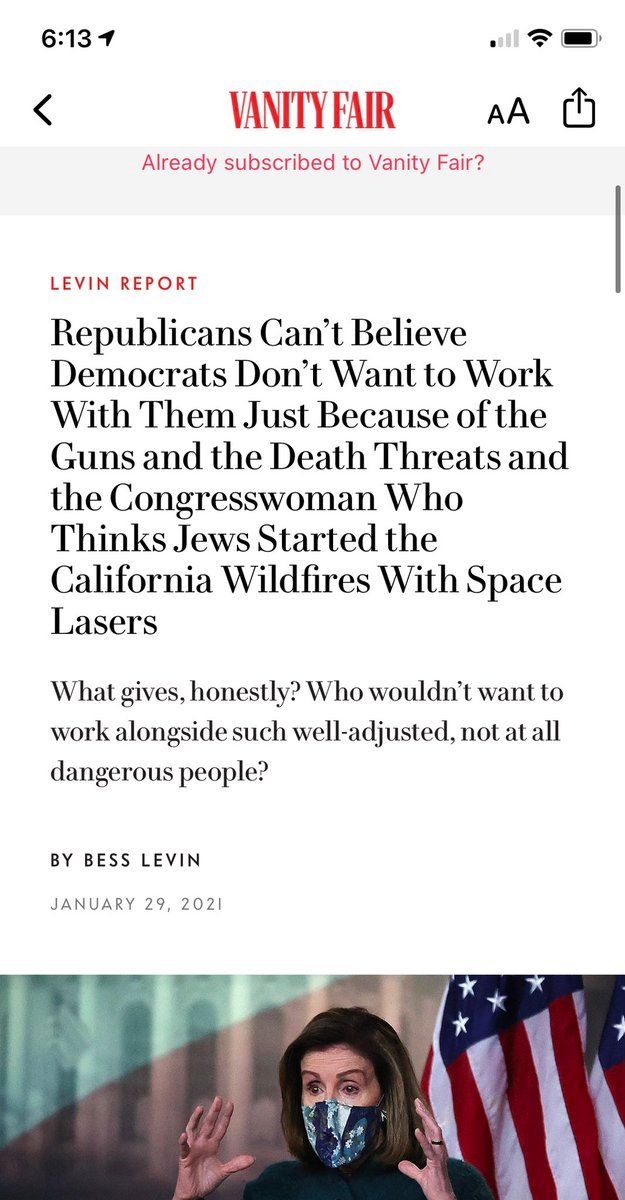 6:13
VANITY FAIR
AA
Already subscribed to Vanity Fair?
LEVIN REPORT
Republicans Can’t Believe
Democrats Don’t Want to Work
With Them Just Because of the
Guns and the Death Threats and
the Congresswoman Who
Thinks Jews Started the
California Wildfires With Space
Lasers
What gives, honestly? Who wouldn’t want to
work alongside such well-adjusted, not at all
dangerous people?
BY BESS LEVIN
JANUARY 29, 2021